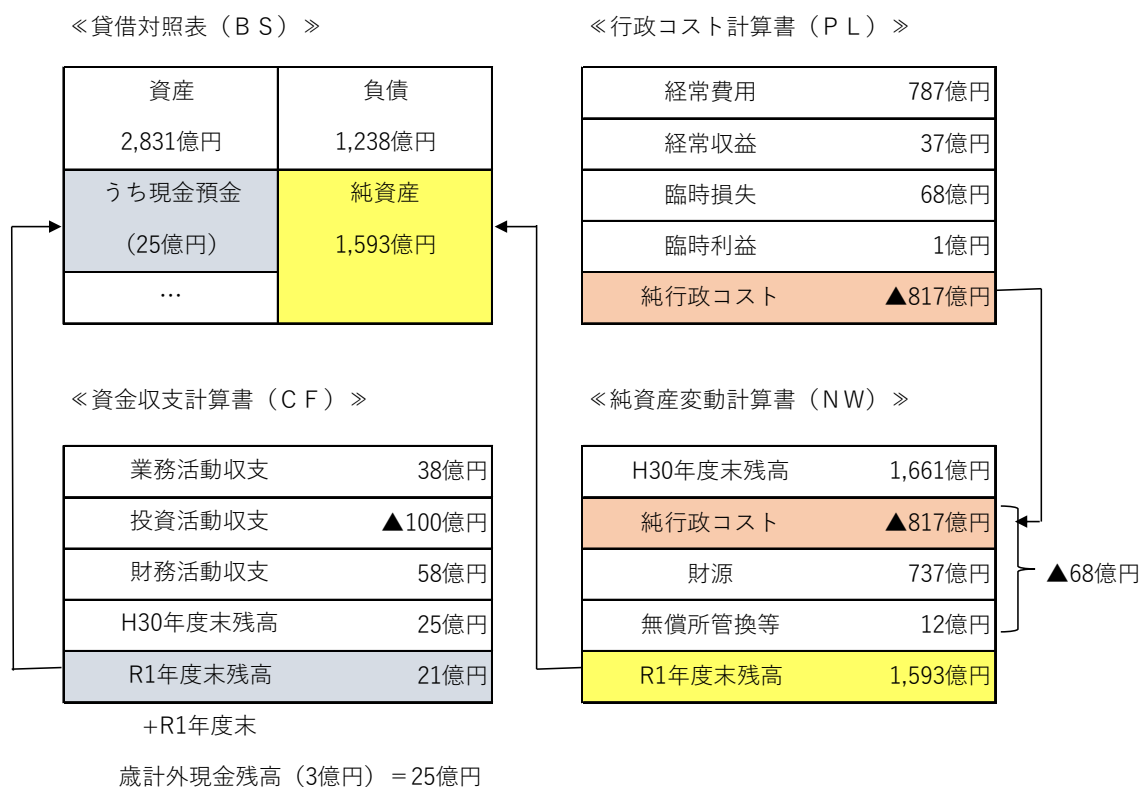 ≪貸借対照表（ＢＳ）≫
資産 負債
2,831億円 1,238億円
うち現金預金 純資産
（25億円） 1,593億円
…
≪行政コスト計算書（ＰＬ）≫
経常費用 787億円
経常収益 37億円
臨時損失 68億円
臨時利益 1億円
純行政コスト ▲817億円
≪資金収支計算書（ＣＦ）≫
業務活動収支 38億円
投資活動収支 ▲100億円
財務活動収支 58億円
H30年度末残高 25億円
R1年度末残高 21億円
+R1年度末
歳計外現金残高（3億円）＝25億円
≪純資産変動計算書（ＮＷ）≫
H30年度末残高 1,661億円
純行政コスト ▲817億円
財源 737億円
無償所管換等 12億円
R1年度末残高 1,593億円
▲68億円